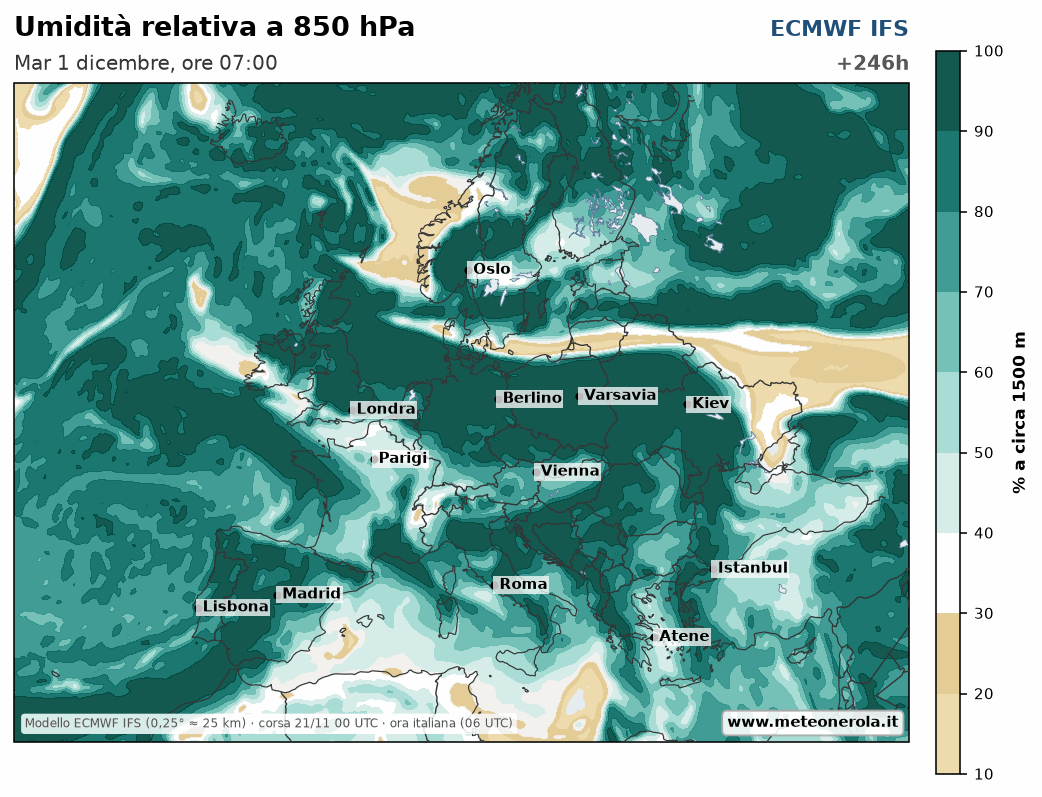 Umidità relativa a 850 hPa
ECMWF IFS
Mar 1 dicembre, ore 07:00
+246h
100
90
80
70
60
50
40
30
20
10
% a circa 1500 m
Oslo
Berlino
Varsavia
Kiev
Londra
Parigi
Vienna
Istanbul
Roma
Madrid
Lisbona
Atene
Modello ECMWF IFS (0,25° ≈ 25 km) · corsa 21/11 00 UTC · ora italiana (06 UTC)
www.meteonerola.it